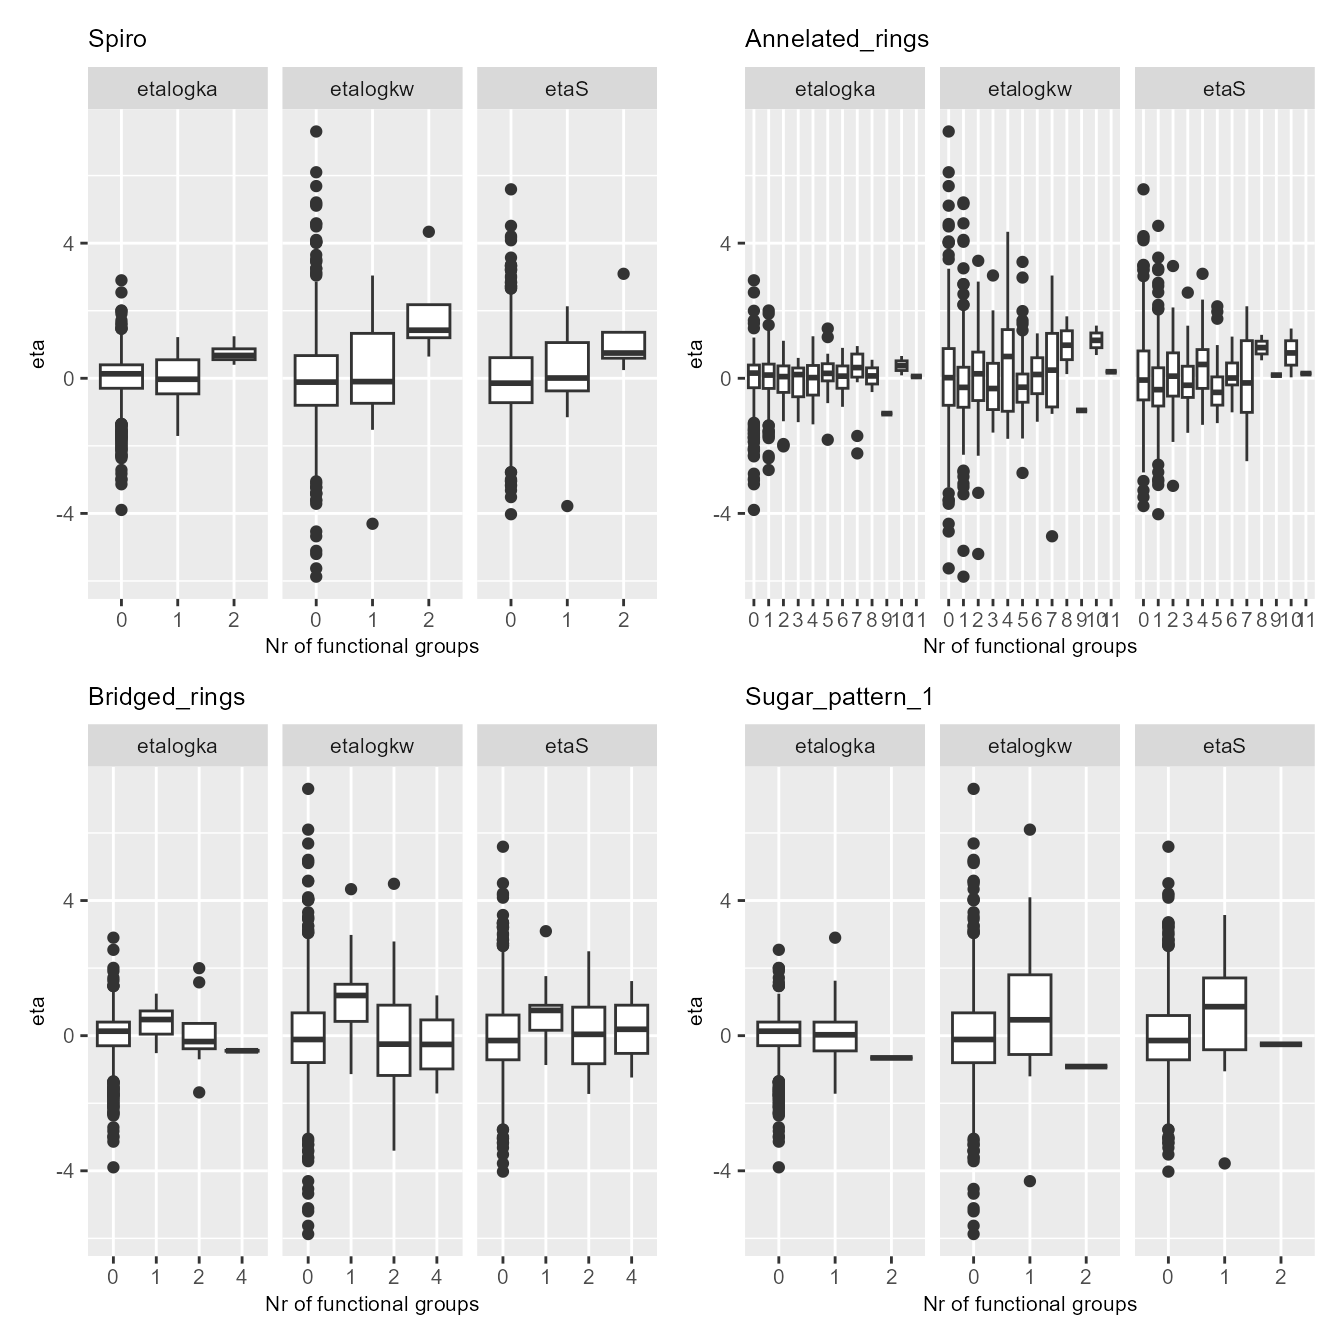 Spiro
etalogka etalogkw etaS
eta
4
0
-4
0 1 2 0 1 2 0 1 2
Nr of functional groups
Annelated_rings
etalogka etalogkw etaS
eta
4
0
-4
0 1 2 3 4 5 6 7 8 9 10 11 0 1 2 3 4 5 6 7 8 9 10 11 0 1 2 3 4 5 6 7 8 9 10 11
Nr of functional groups
Bridged_rings
etalogka etalogkw etaS
eta
4
0
-4
0 1 2 4 0 1 2 4 0 1 2 4
Nr of functional groups
Sugar_pattern_1
etalogka etalogkw etaS
eta
4
0
-4
0 1 2 0 1 2 0 1 2
Nr of functional groups